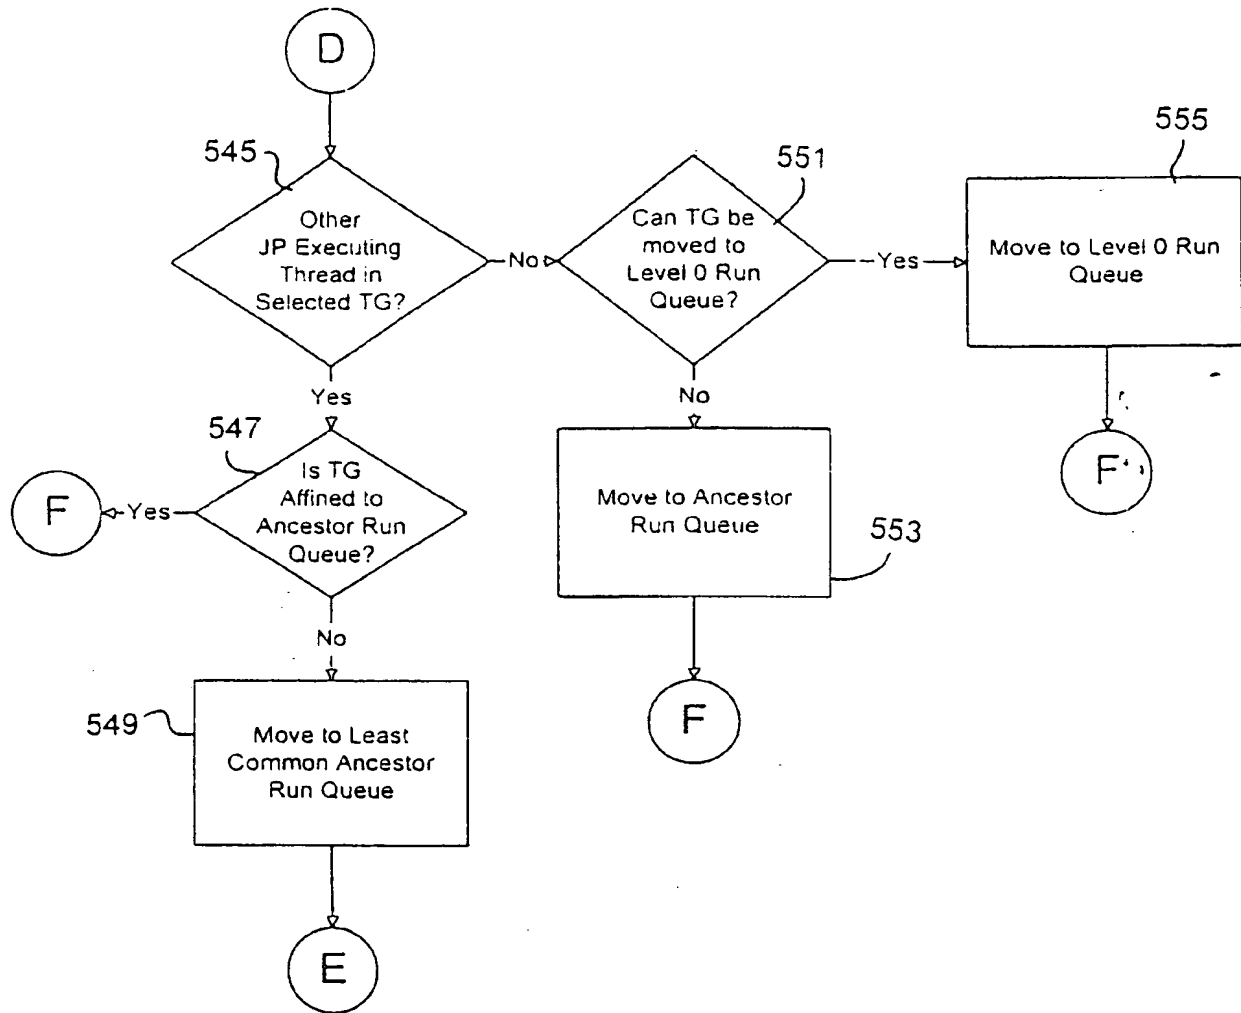 D
545
Other
JP Executing
Thread in
Selected TG?
No
551
Can TG be
moved to
Level 0 Run
Queue?
Yes
555
Move to Level 0 Run
Queue
F
Yes
547
Is TG
Affined to
Ancestor Run
Queue?
Yes
F
No
Move to Ancestor
Run Queue
553
F
No
549
Move to Least
Common Ancestor
Run Queue
E